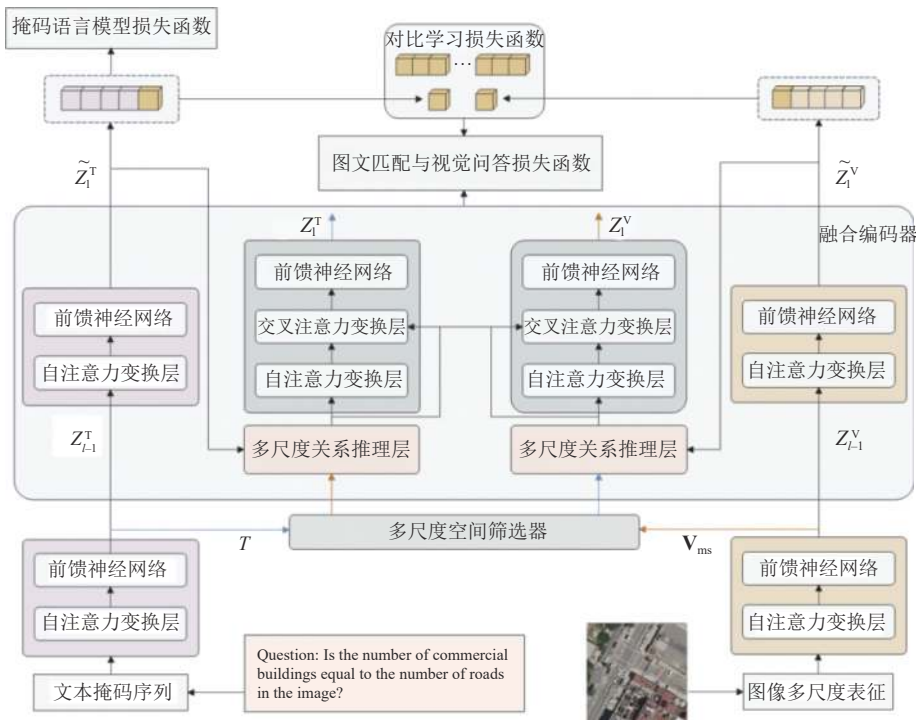 掩码语言模型损失函数
对比学习损失函数
…
图文匹配与视觉问答损失函数
Z̃₁ᵀ
Z̃₁ⱽ
Z₁ᵀ
Z₁ⱽ
融合编码器
前馈神经网络
自注意力变换层
前馈神经网络
交叉注意力变换层
自注意力变换层
前馈神经网络
交叉注意力变换层
自注意力变换层
前馈神经网络
自注意力变换层
Zₗ₋₁ᵀ
多尺度关系推理层
多尺度关系推理层
Zₗ₋₁ⱽ
T
多尺度空间筛选器
V_ms
前馈神经网络
自注意力变换层
前馈神经网络
自注意力变换层
Question: Is the number of commercial
buildings equal to the number of roads
in the image?
文本掩码序列
图像多尺度表征